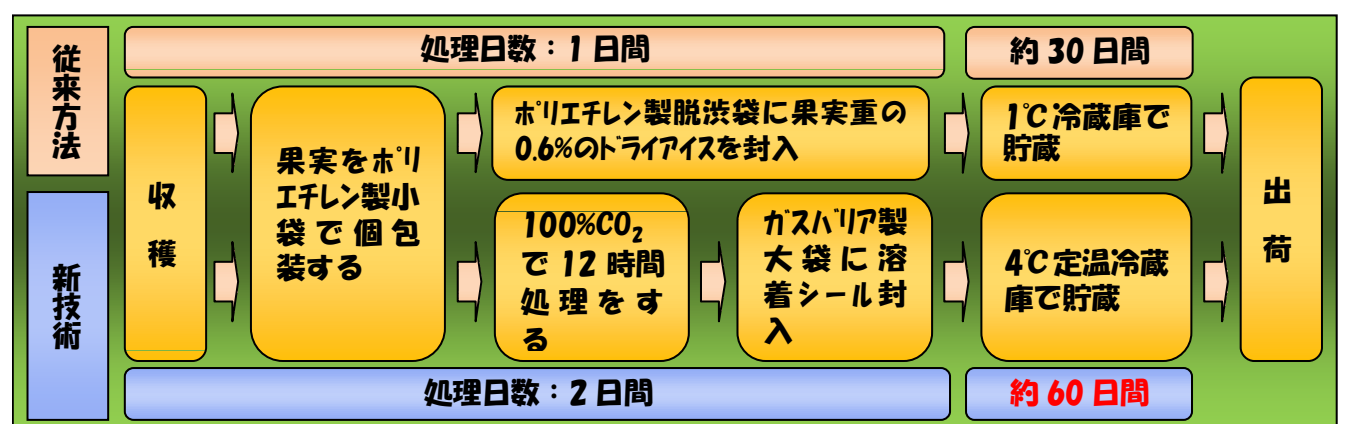 従来方法
処理日数：1日間
約30日間
収穫
果実をポリ
エチレン製小
袋で個包
装する
ポリエチレン製脱渋袋に果実重の
0.6%のドライアイスを封入
1℃冷蔵庫で
貯蔵
出荷
新技術
100%CO₂
で12時間
処理をす
る
ガスバリア製
大袋に溶
着シール封
入
4℃定温冷蔵
庫で貯蔵
処理日数：2日間
約60日間